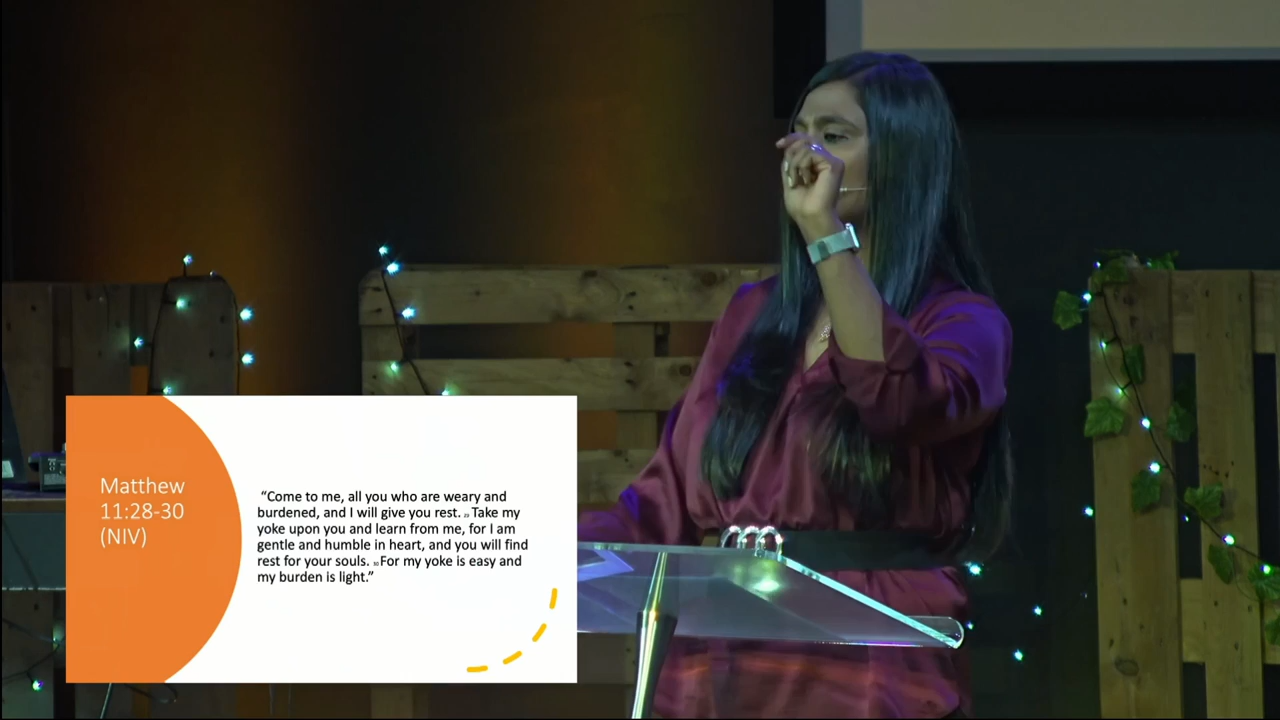 Matthew
11:28-30
(NIV)
“Come to me, all you who are weary and
burdened, and I will give you rest. 29 Take my
yoke upon you and learn from me, for I am
gentle and humble in heart, and you will find
rest for your souls. 30 For my yoke is easy and
my burden is light.”